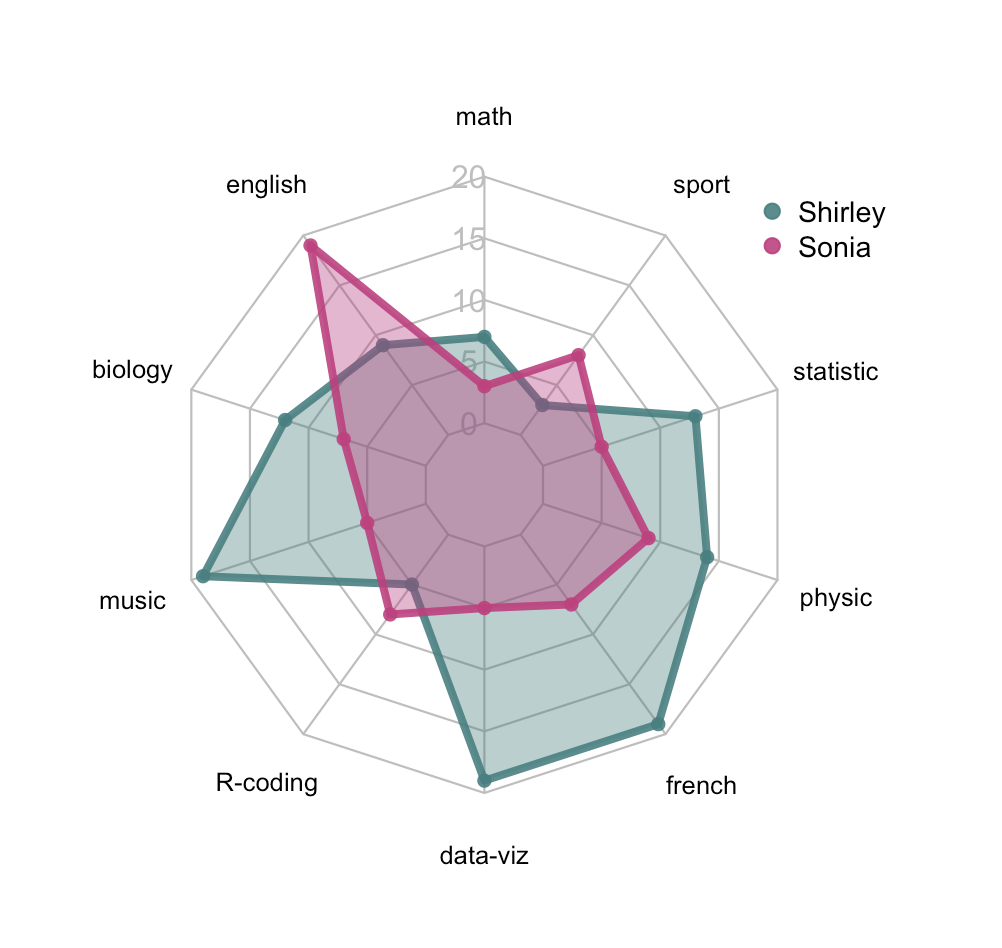 math
20
english
sport
Shirley
15
Sonia
10
5
biology
statistic
0
music
physic
R-coding
french
data-viz